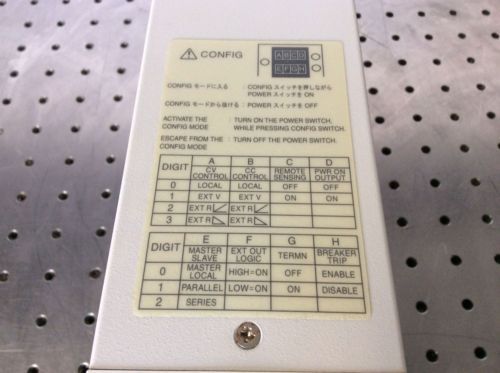 ⚠ CONFIG
ABCD
EFGH
CONFIG モードに入る : CONFIG スイッチを押しながら
POWER スイッチを ON
CONFIG モードから抜ける : POWER スイッチを OFF
ACTIVATE THE : TURN ON THE POWER SWITCH.
CONFIG MODE WHILE PRESSING CONFIG SWITCH.
ESCAPE FROM THE : TURN OFF THE POWER SWITCH.
CONFIG MODE
DIGIT A B C D
CV CONTROL CC CONTROL REMOTE SENSING PWR ON OUTPUT
0 LOCAL LOCAL OFF OFF
1 EXT V EXT V ON ON
2 EXT R EXT R
3 EXT R EXT R
DIGIT E F G H
MASTER SLAVE EXT OUT LOGIC TERMN BREAKER TRIP
0 MASTER LOCAL HIGH=ON OFF ENABLE
1 PARALLEL LOW=ON ON DISABLE
2 SERIES